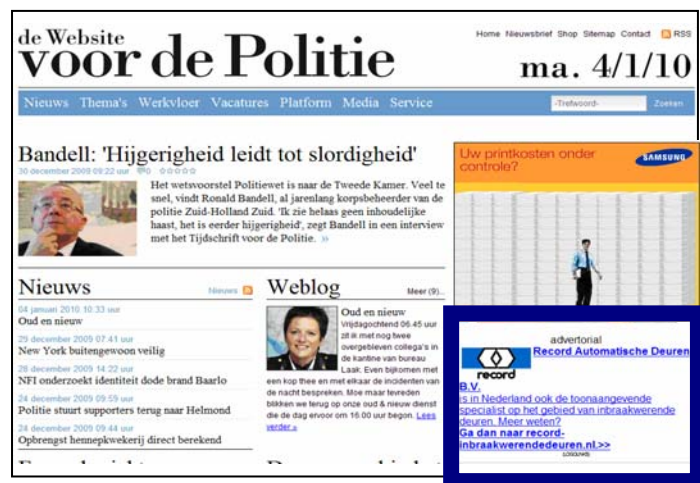 de Website
voor de Politie
Home Nieuwsbrief Shop Sitemap Contact RSS
ma. 4/1/10
Nieuws Thema's Werkvloer Vacatures Platform Media Service
-Trefwoord- Zoeken
Bandell: 'Hijgerigheid leidt tot slordigheid'
30 december 2009 09:22 uur 0
Het wetsvoorstel Politiewet is naar de Tweede Kamer. Veel te
snel, vindt Ronald Bandell, al jarenlang korpsbeheerder van de
politie Zuid-Holland Zuid. 'Ik zie helaas geen inhoudelijke
haast, het is eerder hijgerigheid', zegt Bandell in een interview
met het Tijdschrift voor de Politie. »
Uw printkosten onder
controle?
SAMSUNG
Nieuws
Nieuws
04 januari 2010 10:33 uur
Oud en nieuw
29 december 2009 07:41 uur
New York buitengewoon veilig
28 december 2009 14:22 uur
NFI onderzoekt identiteit dode brand Baarlo
24 december 2009 09:59 uur
Politie stuurt supporters terug naar Helmond
24 december 2009 09:44 uur
Opbrengst hennepkwekerij direct berekend
Weblog
Meer (9)...
Oud en nieuw
Vrijdagochtend 06.45 uur
zit ik met nog twee
overgebleven collega's in
de kantine van bureau
Laak. Even bijkomen met
een kop thee en met elkaar de incidenten van
de nacht bespreken. Moe maar tevreden
blikken we terug op onze oud & nieuw dienst
die de dag ervoor om 16.00 uur begon. Lees
verder »
advertorial
record
Record Automatische Deuren
B.V.
is in Nederland ook de toonaangevende
specialist op het gebied van inbraakwerende
deuren. Meer weten?
Ga dan naar record-
inbraakwerendedeuren.nl.>>